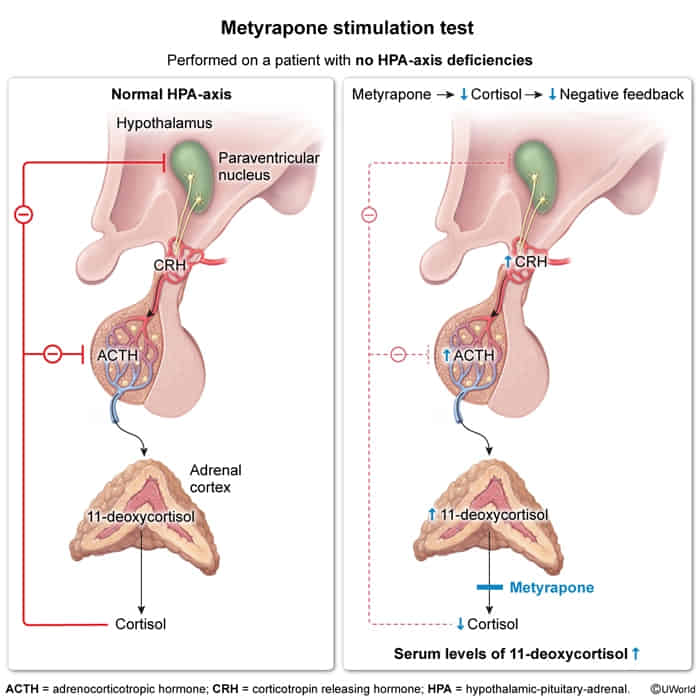 Metyrapone stimulation test
Performed on a patient with no HPA-axis deficiencies
Normal HPA-axis
Hypothalamus
Paraventricular
nucleus
−
CRH
−
ACTH
Adrenal
cortex
11-deoxycortisol
Cortisol
Metyrapone → ↓ Cortisol → ↓ Negative feedback
−
↑ CRH
−
↑ ACTH
↑ 11-deoxycortisol
Metyrapone
↓ Cortisol
Serum levels of 11-deoxycortisol ↑
ACTH = adrenocorticotropic hormone; CRH = corticotropin releasing hormone; HPA = hypothalamic-pituitary-adrenal. ©UWorld